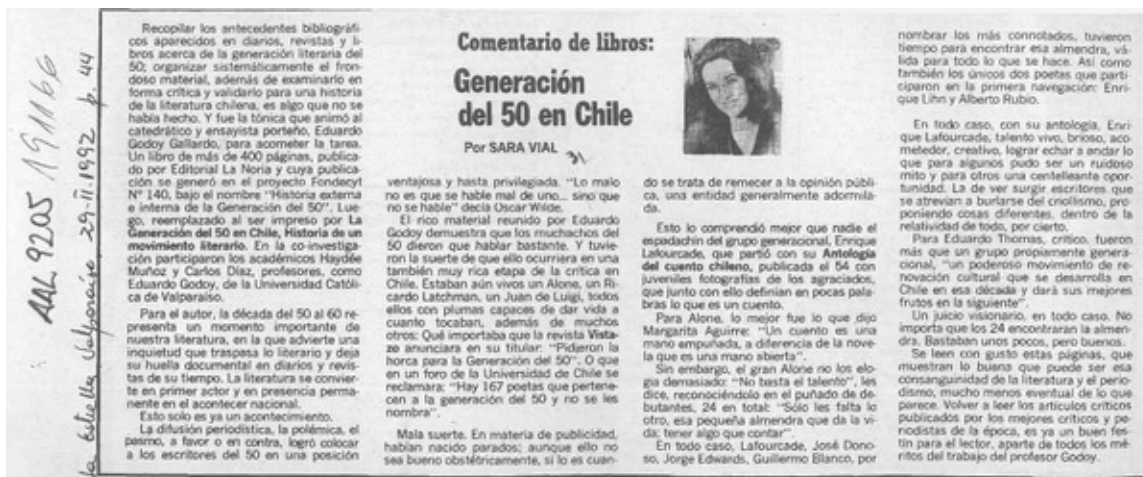 AAL 9205 191166
La Estrella, Valparaíso, 29-II-1992 p. 44
Comentario de libros:
Generación
del 50 en Chile
Por SARA VIAL
Recopilar los antecedentes bibliográfi-
cos aparecidos en diarios, revistas y li-
bros acerca de la generación literaria del
50; organizar sistemáticamente el fron-
doso material, además de examinarlo en
forma crítica y validarlo para una historia
de la literatura chilena, es algo que no se
había hecho. Y fue la tónica que animó al
catedrático y ensayista porteño, Eduardo
Godoy Gallardo, para acometer la tarea.
Un libro de más de 400 páginas, publica-
do por Editorial La Noria y cuya publica-
ción se generó en el proyecto Fondecyt
N° 140, bajo el nombre "Historia externa
e interna de la Generación del 50". Lue-
go, reemplazado al ser impreso por La
Generación del 50 en Chile, Historia de un
movimiento literario. En la co-investiga-
ción participaron los académicos Haydée
Muñoz y Carlos Díaz, profesores, como
Eduardo Godoy, de la Universidad Católi-
ca de Valparaíso.
Para el autor, la década del 50 al 60 re-
presenta un momento importante de
nuestra literatura, en la que advierte una
inquietud que traspasa lo literario y deja
su huella documental en diarios y revis-
tas de su tiempo. La literatura se convier-
te en primer actor y en presencia perma-
nente en el acontecer nacional.
Esto solo es ya un acontecimiento.
La difusión periodística, la polémica, el
pasmo, a favor o en contra, logró colocar
a los escritores del 50 en una posición
ventajosa y hasta privilegiada. "Lo malo
no es que se hable mal de uno... sino que
no se hable" decía Oscar Wilde.
El rico material reunido por Eduardo
Godoy demuestra que los muchachos del
50 dieron que hablar bastante. Y tuvie-
ron la suerte de que ello ocurriera en una
también muy rica etapa de la crítica en
Chile. Estaban aún vivos un Alone, un Ri-
cardo Latchman, un Juan de Luigi, todos
ellos con plumas capaces de dar vida a
cuanto tocaban, además de muchos
otros: Qué importaba que la revista Vista-
zo anunciara en su titular: "Pidieron la
horca para la Generación del 50". O que
en un foro de la Universidad de Chile se
reclamara: "Hay 167 poetas que pertene-
cen a la generación del 50 y no se les
nombra".
Mala suerte. En materia de publicidad,
habían nacido parados; aunque ello no
sea bueno obstétricamente, sí lo es cuan-
do se trata de remecer a la opinión públi-
ca, una entidad generalmente adormila-
da.
Esto lo comprendió mejor que nadie el
espadachín del grupo generacional, Enrique
Lafourcade, que partió con su Antología
del cuento chileno, publicada el 54 con
juveniles fotografías de los agraciados,
que junto con ello definían en pocas pala-
bras lo que es un cuento.
Para Alone, lo mejor fue lo que dijo
Margarita Aguirre: "Un cuento es una
mano empuñada, a diferencia de la nove-
la que es una mano abierta".
Sin embargo, el gran Alone no los elo-
gia demasiado: "No basta el talento", les
dice, reconociéndolo en el puñado de de-
butantes, 24 en total: "Sólo les falta lo
otro, esa pequeña almendra que da la vi-
da: tener algo que contar".
En todo caso, Lafourcade, José Dono-
so, Jorge Edwards, Guillermo Blanco, por
nombrar los más connotados, tuvieron
tiempo para encontrar esa almendra, vá-
lida para todo lo que se hace. Así como
también los únicos dos poetas que parti-
ciparon en la primera navegación: Enri-
que Lihn y Alberto Rubio.
En todo caso, con su antología, Enri-
que Lafourcade, talento vivo, brioso, aco-
metedor, creativo, lograr echar a andar lo
que para algunos pudo ser un ruidoso
mito y para otros una centelleante opor-
tunidad. La de ver surgir escritores que
se atrevían a burlarse del criollismo, pro-
poniendo cosas diferentes, dentro de la
relatividad de todo, por cierto.
Para Eduardo Thomas, crítico, fueron
más que un grupo propiamente genera-
cional, "un poderoso movimiento de re-
novación cultural que se desarrolla en
Chile en esa década y dará sus mejores
frutos en la siguiente".
Un juicio visionario, en todo caso. No
importa que los 24 encontraran la almen-
dra. Bastaban unos pocos, pero buenos.
Se leen con gusto estas páginas, que
muestran lo buena que puede ser esa
consanguinidad de la literatura y el perio-
dismo, mucho menos eventual de lo que
parece. Volver a leer los artículos críticos
publicados por los mejores críticos y pe-
riodistas de la época, es ya un buen fes-
tín para el lector, aparte de todos los mé-
ritos del trabajo del profesor Godoy.